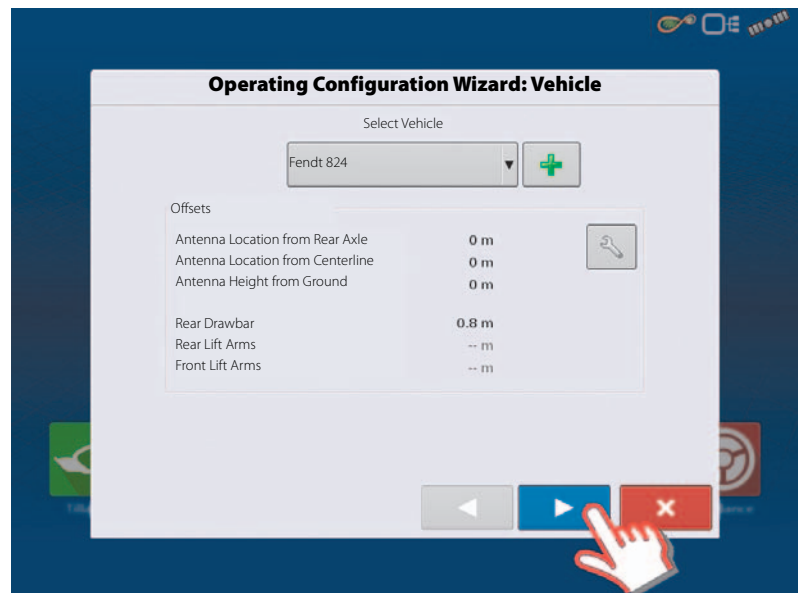 Operating Configuration Wizard: Vehicle
Select Vehicle
Fendt 824
Offsets
Antenna Location from Rear Axle 0 m
Antenna Location from Centerline 0 m
Antenna Height from Ground 0 m
Rear Drawbar 0.8 m
Rear Lift Arms -- m
Front Lift Arms -- m